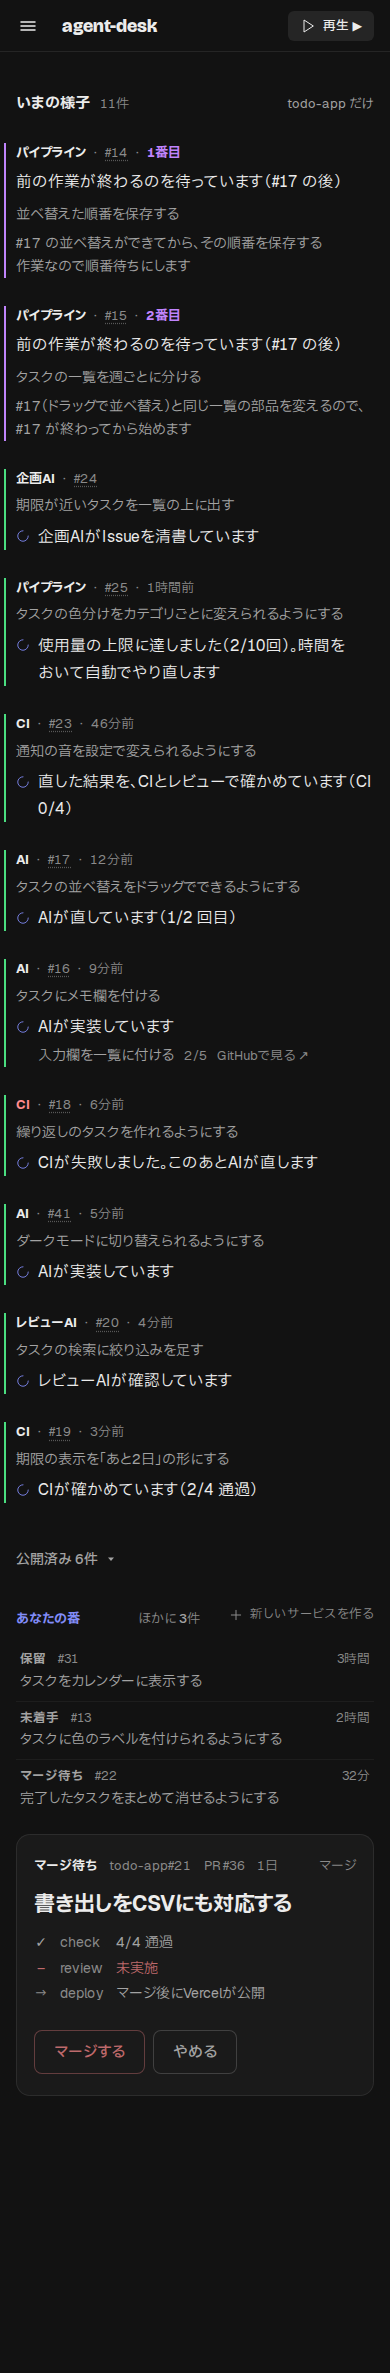 agent-desk
再生 ▶
いまの様子 11件 todo-app だけ
パイプライン · #14 · 1番目
前の作業が終わるのを待っています（#17 の後）
並べ替えた順番を保存する
#17 の並べ替えができてから、その順番を保存する
作業なので順番待ちにします
パイプライン · #15 · 2番目
前の作業が終わるのを待っています（#17 の後）
タスクの一覧を週ごとに分ける
#17（ドラッグで並べ替え）と同じ一覧の部品を変えるので、
#17 が終わってから始めます
企画AI · #24
期限が近いタスクを一覧の上に出す
企画AIがIssueを清書しています
パイプライン · #25 · 1時間前
タスクの色分けをカテゴリごとに変えられるようにする
使用量の上限に達しました（2/10回）。時間を
おいて自動でやり直します
CI · #23 · 46分前
通知の音を設定で変えられるようにする
直した結果を、CIとレビューで確かめています（CI
0/4）
AI · #17 · 12分前
タスクの並べ替えをドラッグでできるようにする
AIが直しています（1/2 回目）
AI · #16 · 9分前
タスクにメモ欄を付ける
AIが実装しています
入力欄を一覧に付ける 2/5 GitHubで見る ↗
CI · #18 · 6分前
繰り返しのタスクを作れるようにする
CIが失敗しました。このあとAIが直します
AI · #41 · 5分前
ダークモードに切り替えられるようにする
AIが実装しています
レビューAI · #20 · 4分前
タスクの検索に絞り込みを足す
レビューAIが確認しています
CI · #19 · 3分前
期限の表示を「あと2日」の形にする
CIが確かめています（2/4 通過）
公開済み 6件 ▾
あなたの番 ほかに3件 ＋ 新しいサービスを作る
保留 #31 3時間
タスクをカレンダーに表示する
未着手 #13 2時間
タスクに色のラベルを付けられるようにする
マージ待ち #22 32分
完了したタスクをまとめて消せるようにする
マージ待ち todo-app#21 PR#36 1日 マージ
書き出しをCSVにも対応する
✓ check 4/4 通過
– review 未実施
→ deploy マージ後にVercelが公開
マージする やめる